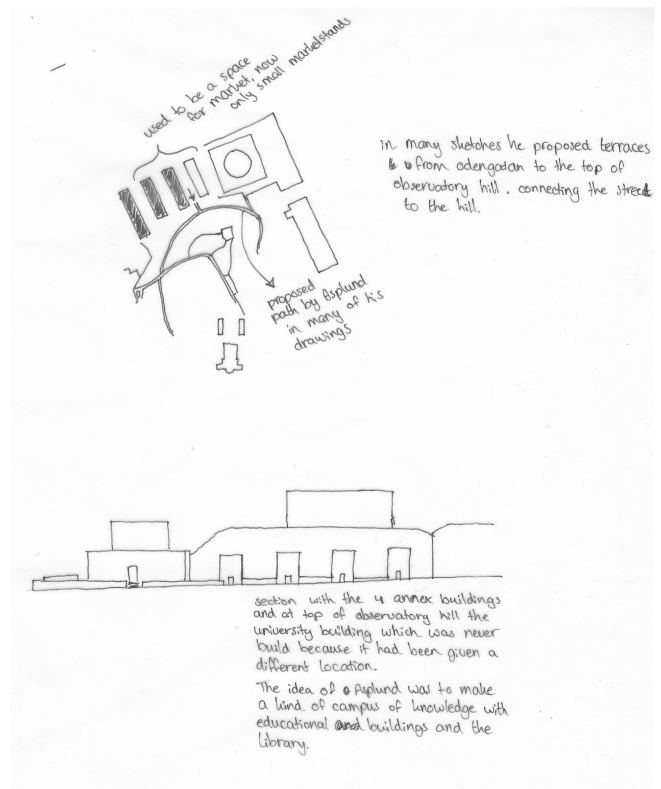 used to be a space
for market, now
only small marketstands
in many sketches he proposed terraces
from odengatan to the top of
observatory hill. connecting the street
to the hill.
proposed
path by Asplund
in many of his
drawings
section with the 4 annex buildings
and at top of observatory hill the
university building which was never
build because it had been given a
different location.
The idea of Asplund was to make
a kind of campus of knowledge with
educational buildings and the
library.